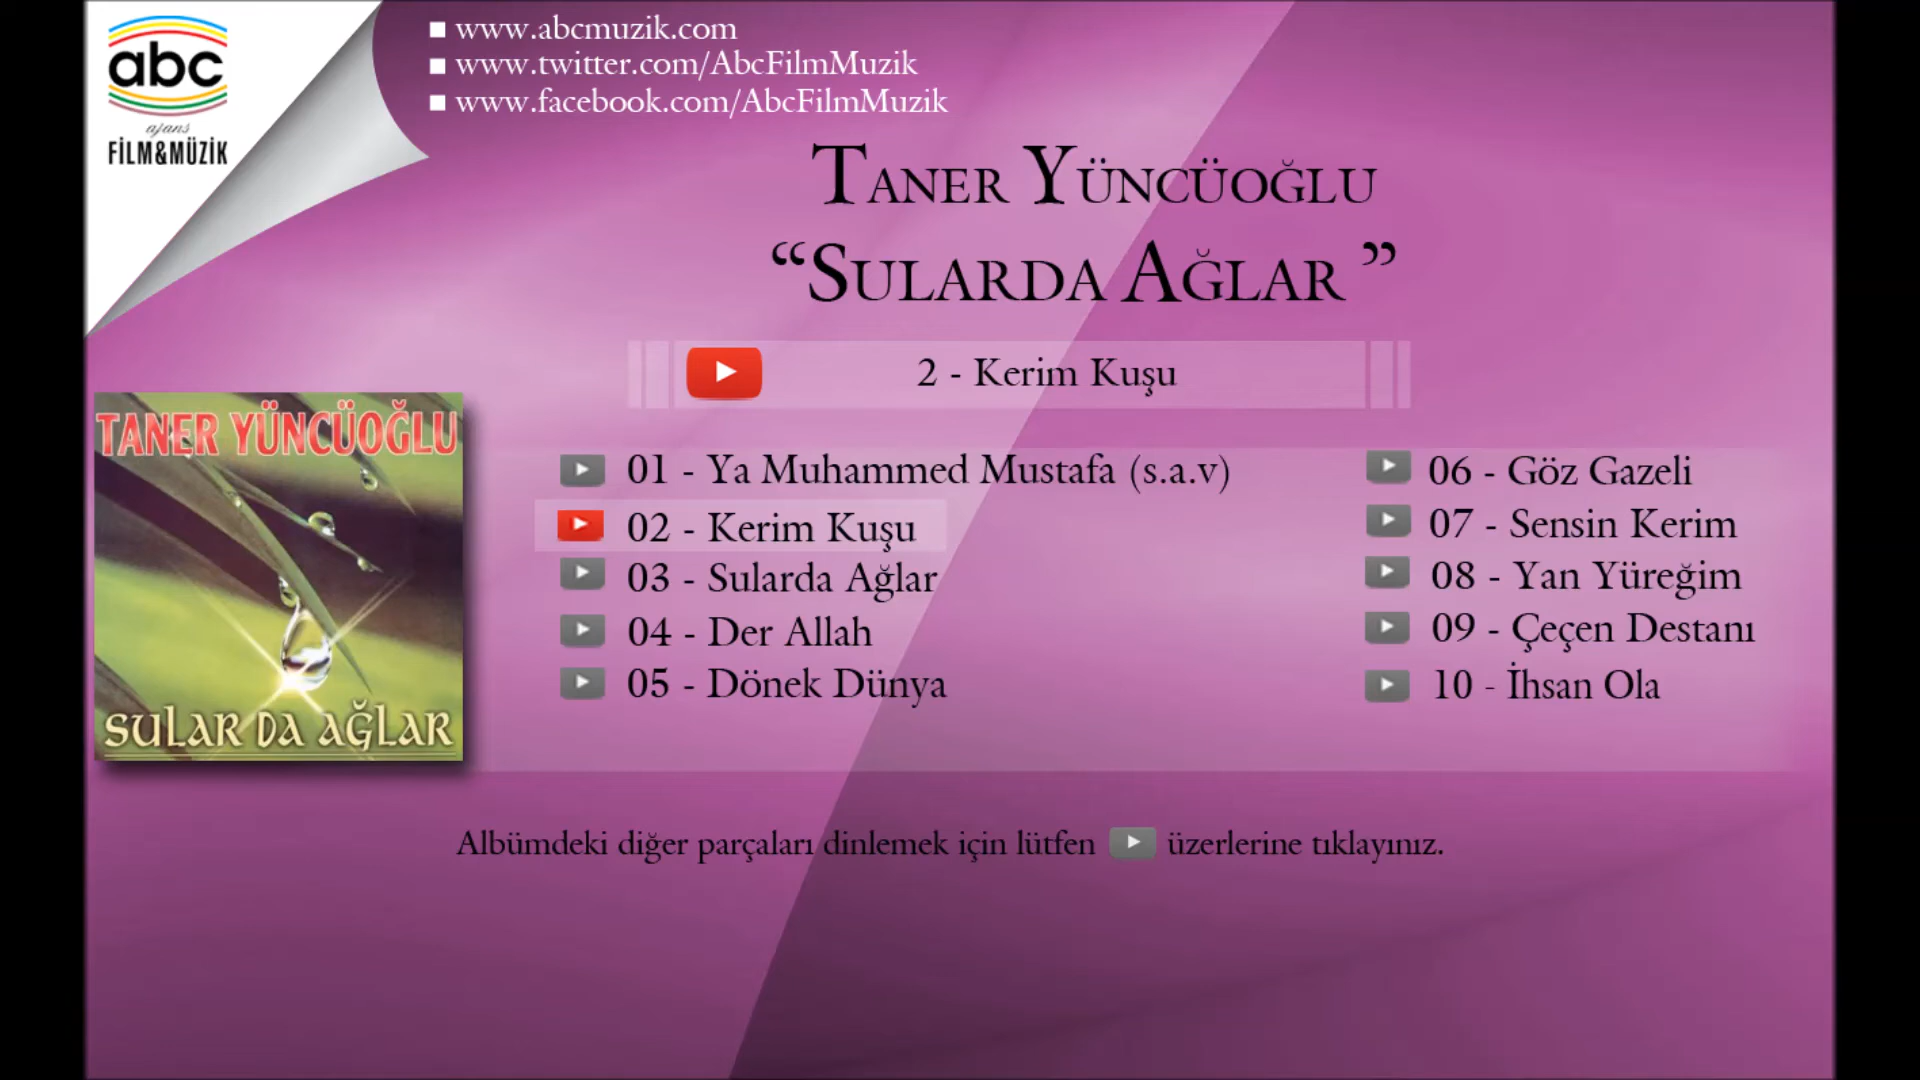 abc
ajans
FİLM&MÜZİK
www.abcmuzik.com
www.twitter.com/AbcFilmMuzik
www.facebook.com/AbcFilmMuzik
TANER YÜNCÜOĞLU
“SULARDA AĞLAR ”
2 - Kerim Kuşu
TANER YÜNCÜOĞLU
SULAR DA AĞLAR
01 - Ya Muhammed Mustafa (s.a.v)
02 - Kerim Kuşu
03 - Sularda Ağlar
04 - Der Allah
05 - Dönek Dünya
06 - Göz Gazeli
07 - Sensin Kerim
08 - Yan Yüreğim
09 - Çeçen Destanı
10 - İhsan Ola
Albümdeki diğer parçaları dinlemek için lütfen üzerlerine tıklayınız.